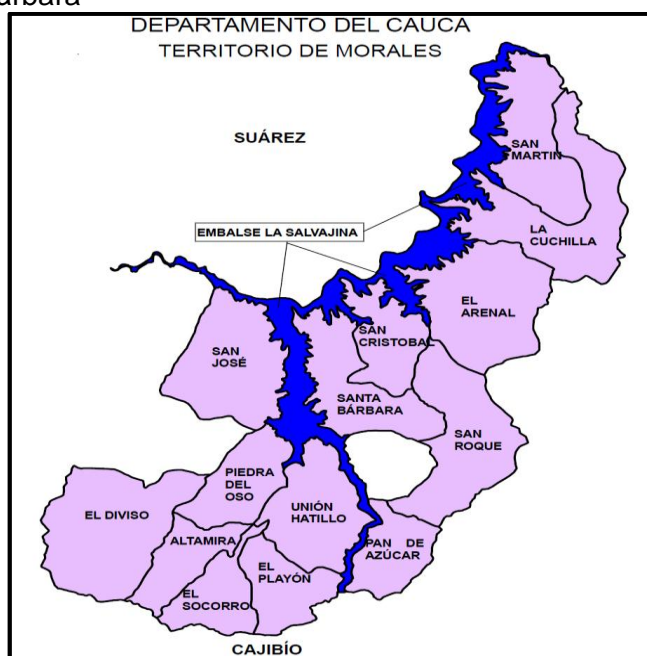 DEPARTAMENTO DEL CAUCA
TERRITORIO DE MORALES
SUÁREZ
SAN
MARTIN
EMBALSE LA SALVAJINA
LA
CUCHILLA
EL
ARENAL
SAN
CRISTOBAL
SAN
JOSÉ
SANTA
BÁRBARA
SAN
ROQUE
PIEDRA
DEL
OSO
UNIÓN
HATILLO
EL DIVISO
ALTAMIRA
PAN DE
AZÚCAR
EL
PLAYÓN
EL
SOCORRO
CAJIBÍO